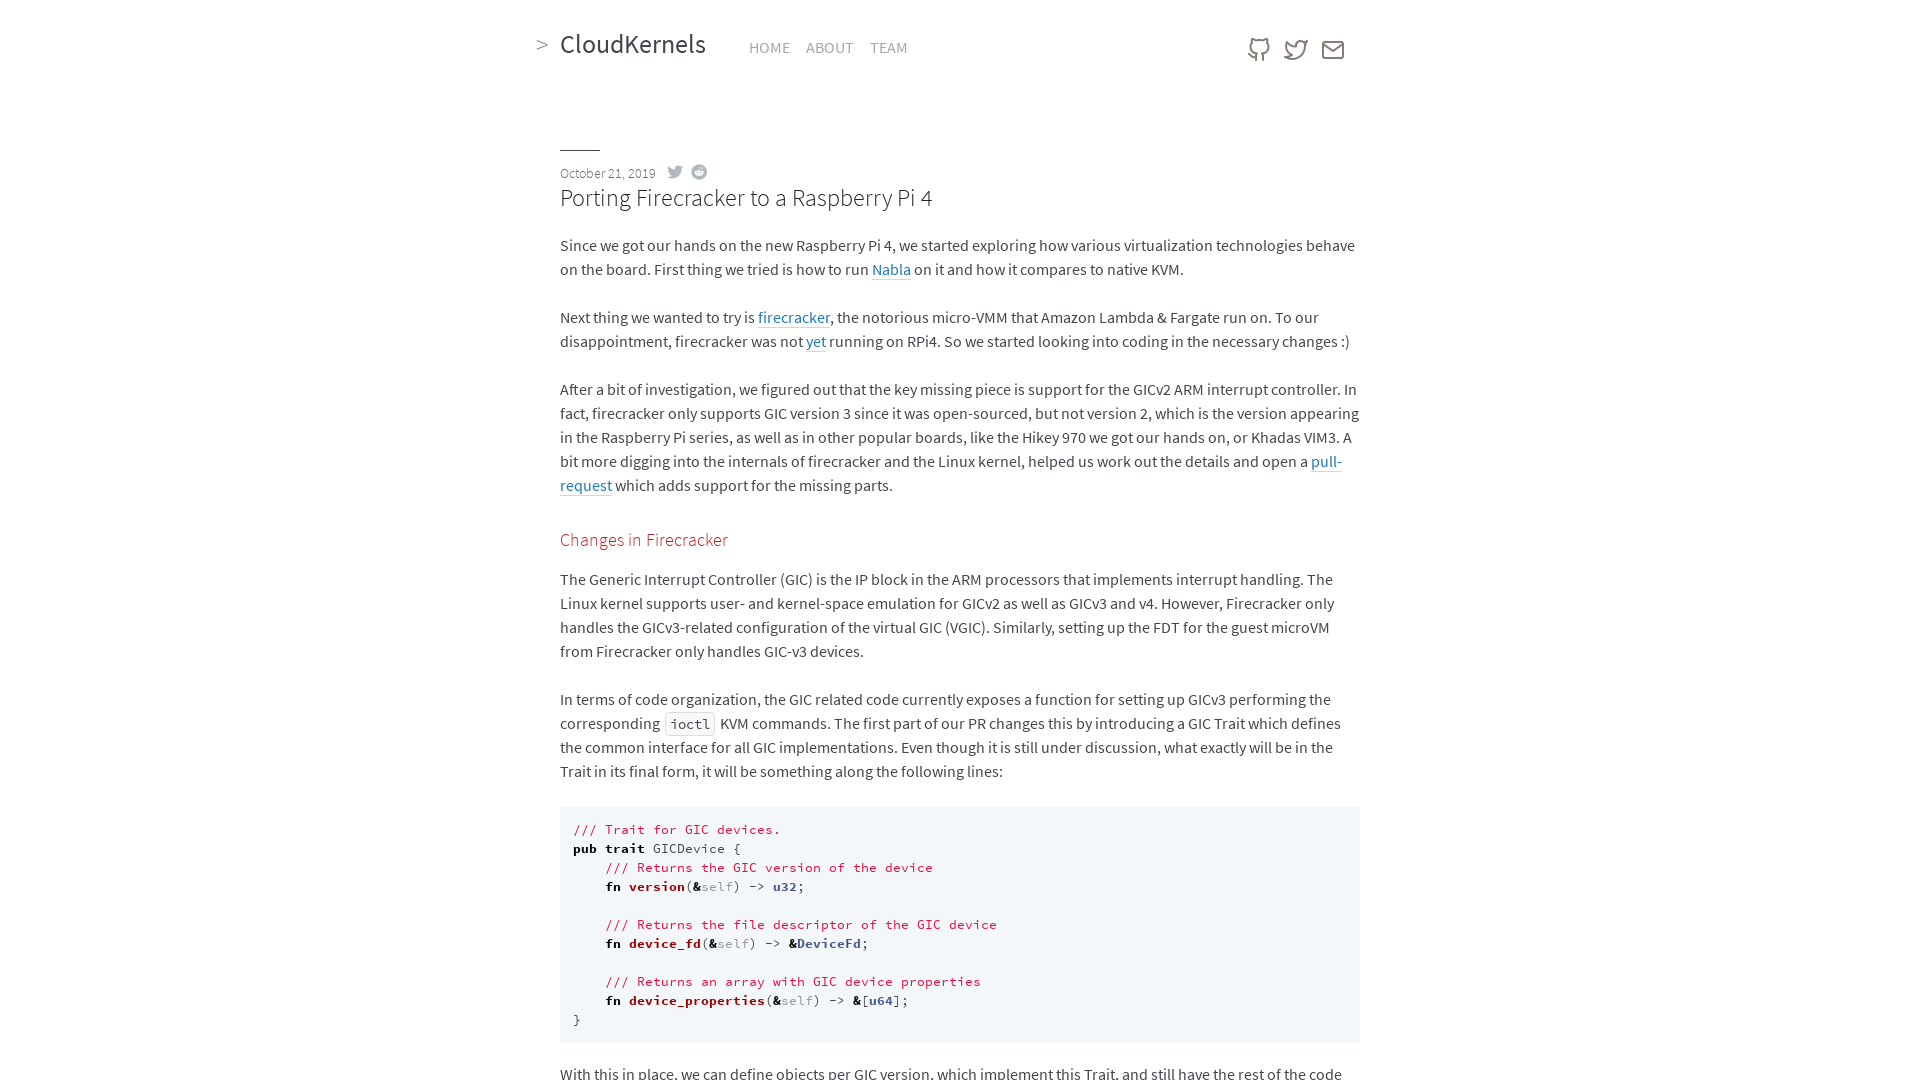 > CloudKernels HOME ABOUT TEAM
October 21, 2019
Porting Firecracker to a Raspberry Pi 4
Since we got our hands on the new Raspberry Pi 4, we started exploring how various virtualization technologies behave
on the board. First thing we tried is how to run Nabla on it and how it compares to native KVM.
Next thing we wanted to try is firecracker, the notorious micro-VMM that Amazon Lambda & Fargate run on. To our
disappointment, firecracker was not yet running on RPi4. So we started looking into coding in the necessary changes :)
After a bit of investigation, we figured out that the key missing piece is support for the GICv2 ARM interrupt controller. In
fact, firecracker only supports GIC version 3 since it was open-sourced, but not version 2, which is the version appearing
in the Raspberry Pi series, as well as in other popular boards, like the Hikey 970 we got our hands on, or Khadas VIM3. A
bit more digging into the internals of firecracker and the Linux kernel, helped us work out the details and open a pull-
request which adds support for the missing parts.
Changes in Firecracker
The Generic Interrupt Controller (GIC) is the IP block in the ARM processors that implements interrupt handling. The
Linux kernel supports user- and kernel-space emulation for GICv2 as well as GICv3 and v4. However, Firecracker only
handles the GICv3-related configuration of the virtual GIC (VGIC). Similarly, setting up the FDT for the guest microVM
from Firecracker only handles GIC-v3 devices.
In terms of code organization, the GIC related code currently exposes a function for setting up GICv3 performing the
corresponding ioctl KVM commands. The first part of our PR changes this by introducing a GIC Trait which defines
the common interface for all GIC implementations. Even though it is still under discussion, what exactly will be in the
Trait in its final form, it will be something along the following lines:
/// Trait for GIC devices.
pub trait GICDevice {
    /// Returns the GIC version of the device
    fn version(&self) -> u32;
    /// Returns the file descriptor of the GIC device
    fn device_fd(&self) -> &DeviceFd;
    /// Returns an array with GIC device properties
    fn device_properties(&self) -> &[u64];
}
With this in place, we can define objects per GIC version, which implement this Trait, and still have the rest of the code